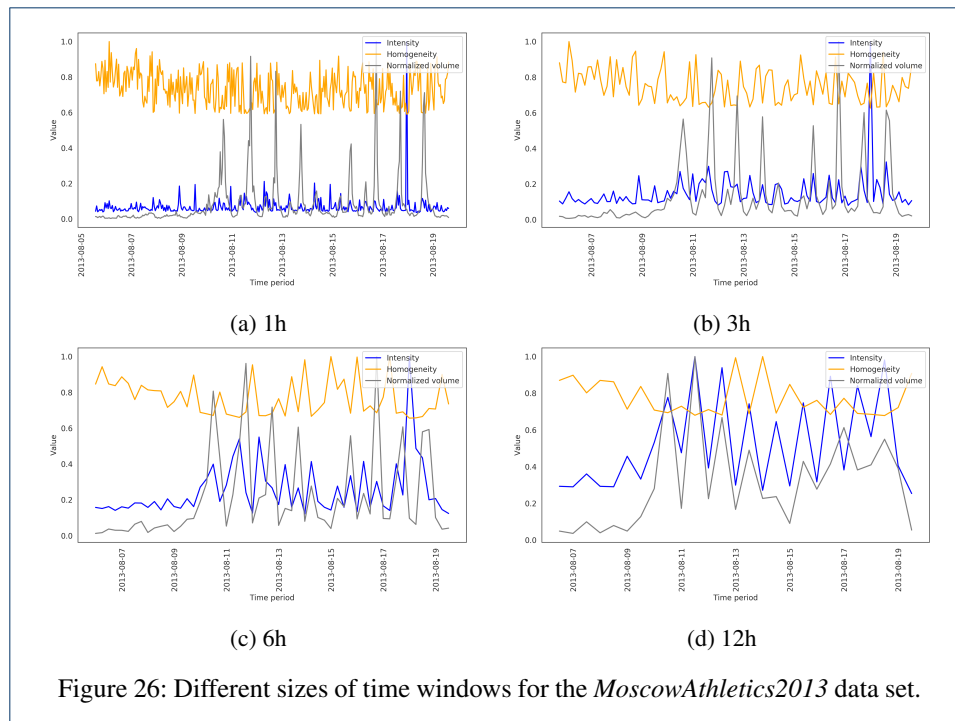 1.0
0.8
0.6
0.4
0.2
0.0
Value
Intensity
Homogeneity
Normalized volume
2013-08-05
2013-08-07
2013-08-09
2013-08-11
2013-08-13
2013-08-15
2013-08-17
2013-08-19
Time period
(a) 1h
1.0
0.8
0.6
0.4
0.2
0.0
Value
Intensity
Homogeneity
Normalized volume
2013-08-07
2013-08-09
2013-08-11
2013-08-13
2013-08-15
2013-08-17
2013-08-19
Time period
(b) 3h
1.0
0.8
0.6
0.4
0.2
0.0
Value
Intensity
Homogeneity
Normalized volume
2013-08-07
2013-08-09
2013-08-11
2013-08-13
2013-08-15
2013-08-17
2013-08-19
Time period
(c) 6h
1.0
0.8
0.6
0.4
0.2
0.0
Value
Intensity
Homogeneity
Normalized volume
2013-08-07
2013-08-09
2013-08-11
2013-08-13
2013-08-15
2013-08-17
2013-08-19
Time period
(d) 12h
Figure 26: Different sizes of time windows for the MoscowAthletics2013 data set.